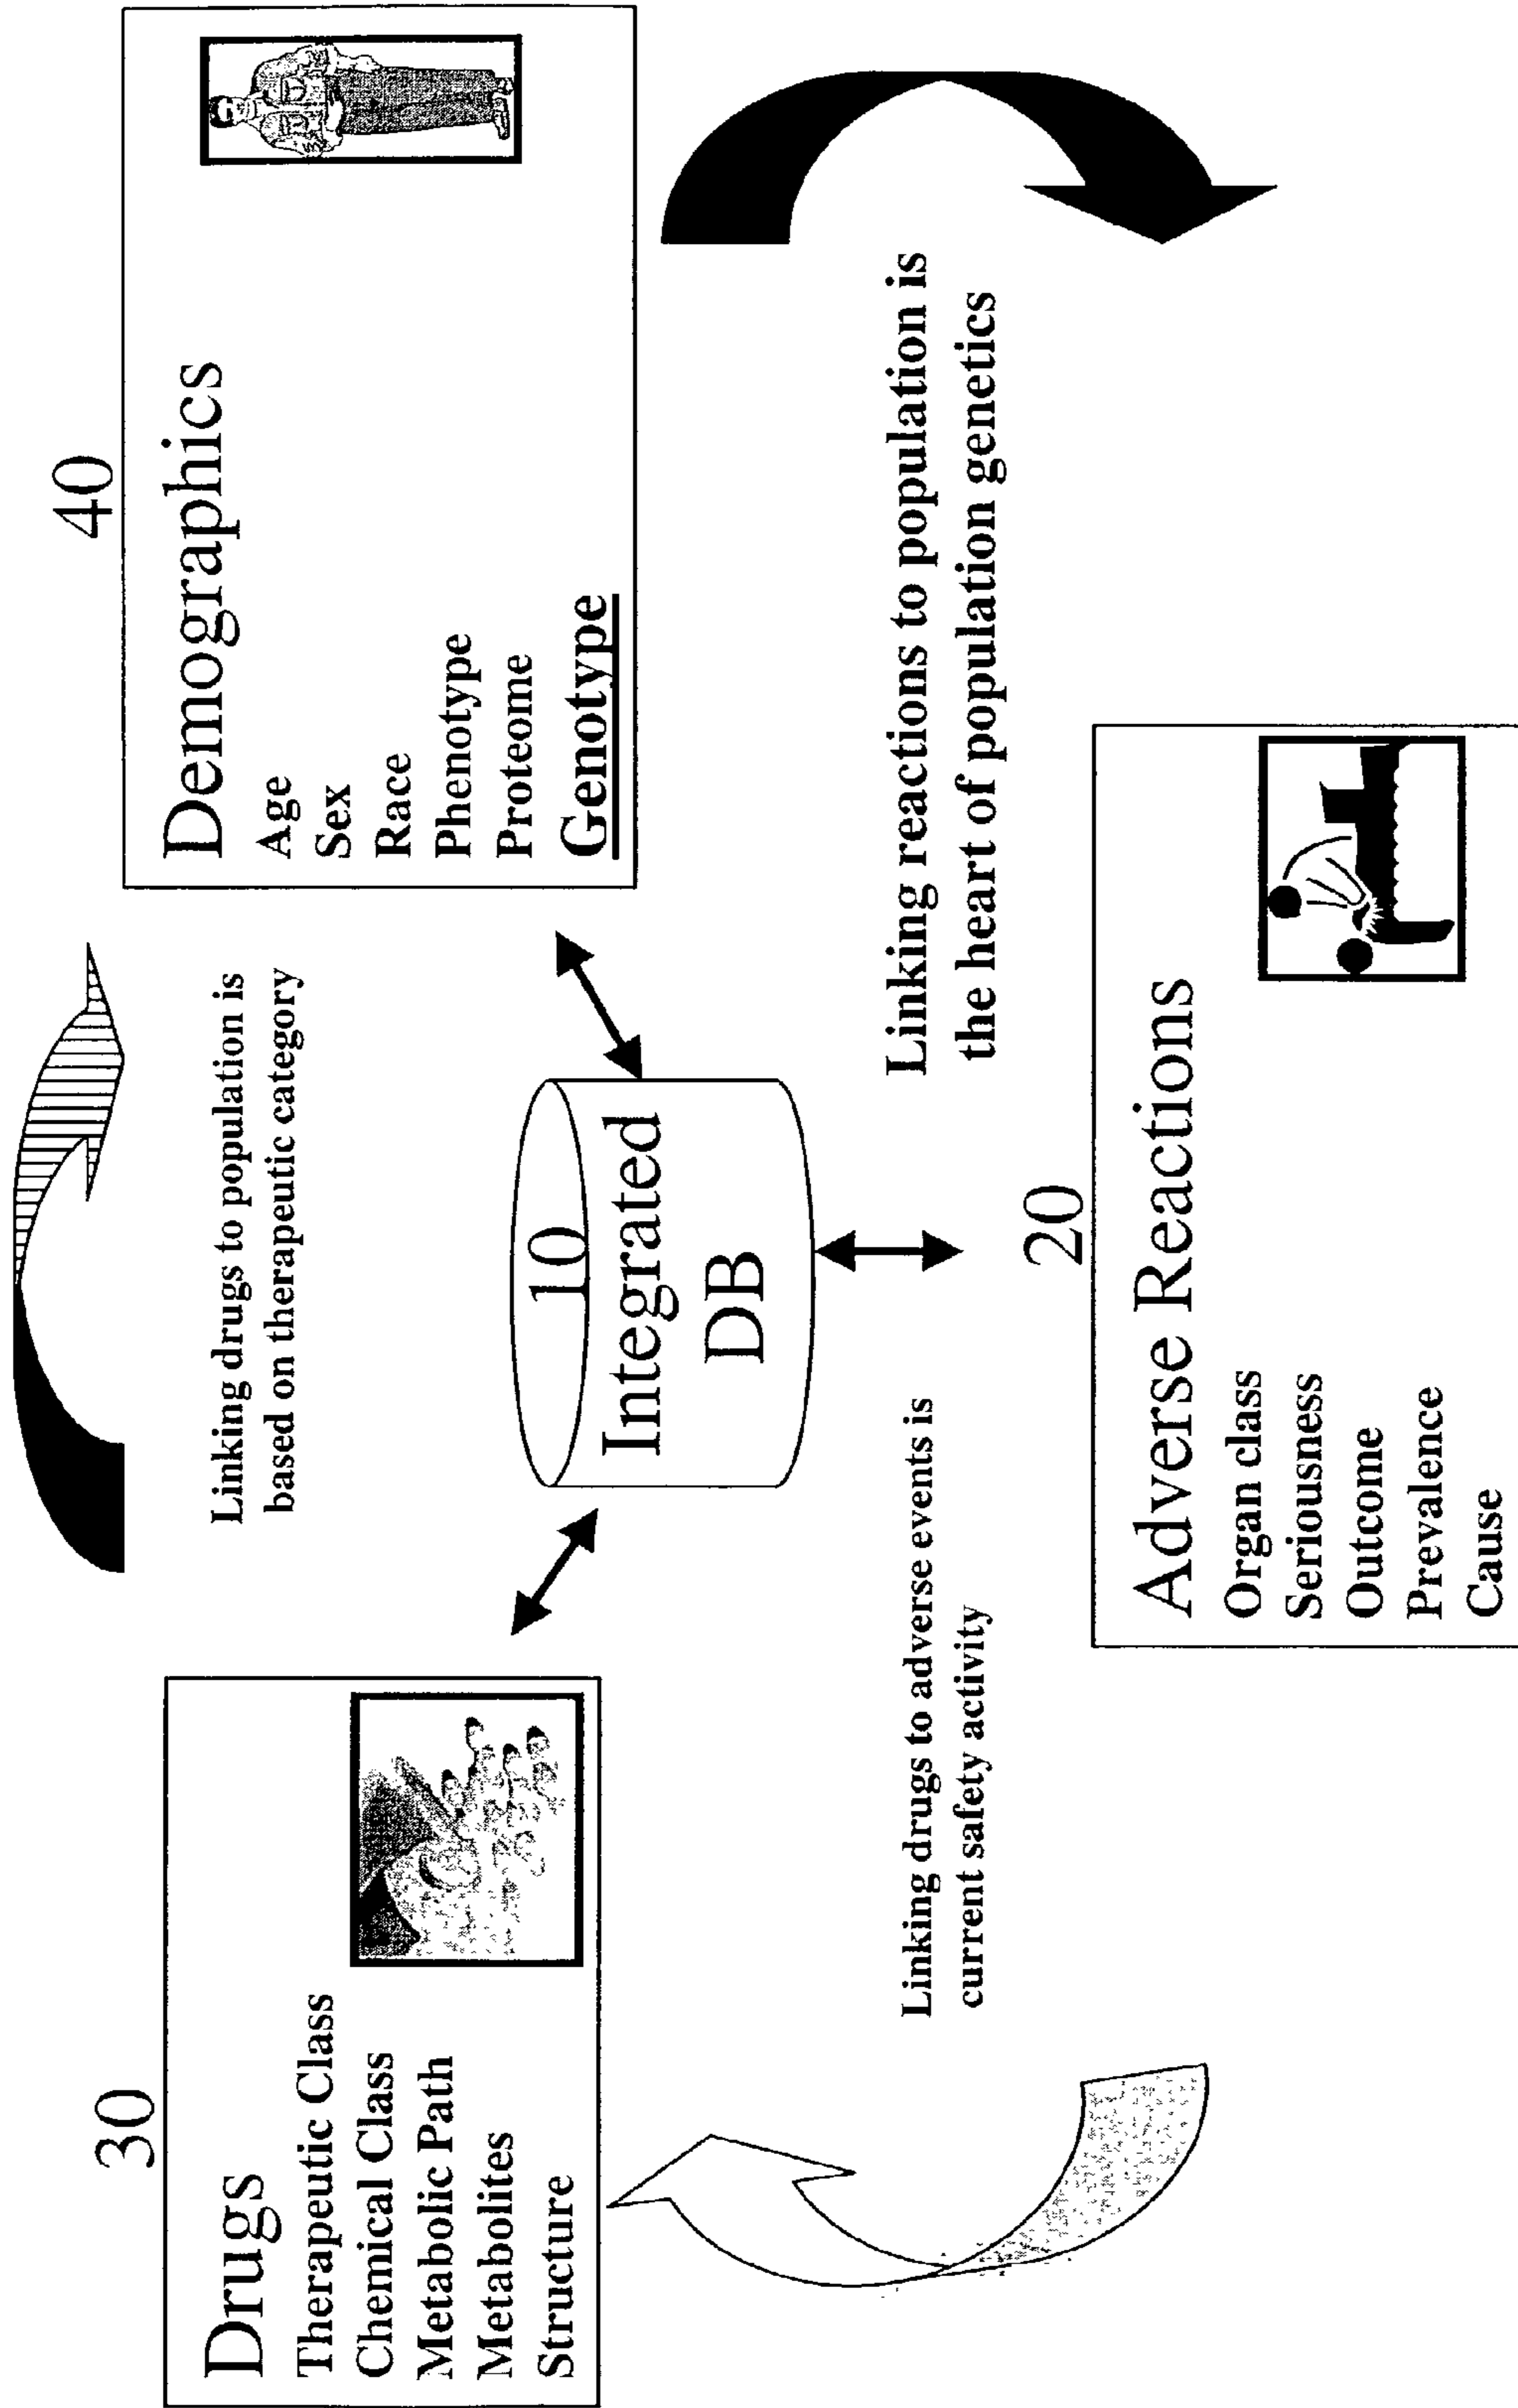 30
Drugs
Therapeutic Class
Chemical Class
Metabolic Path
Metabolites
Structure
Linking drugs to population is
based on therapeutic category
40
Demographics
Age
Sex
Race
Phenotype
Proteome
Genotype
10
Integrated
DB
Linking drugs to adverse events is
current safety activity
Linking reactions to population is
the heart of population genetics
20
Adverse Reactions
Organ class
Seriousness
Outcome
Prevalence
Cause